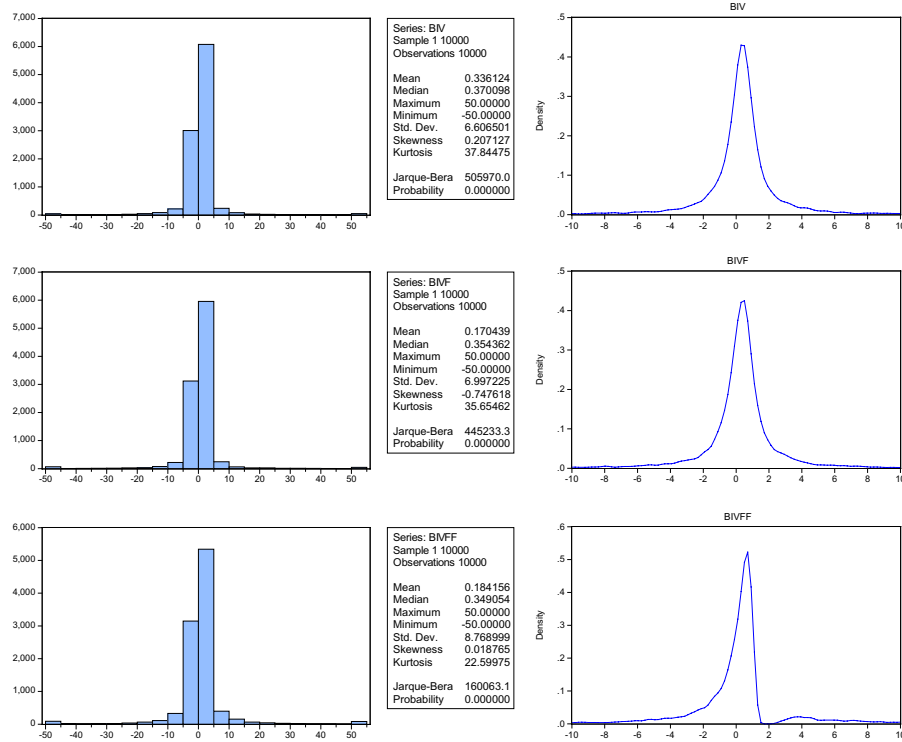 7,000
6,000
5,000
4,000
3,000
2,000
1,000
0
-50 -40 -30 -20 -10 0 10 20 30 40 50
Series: BIV
Sample 1 10000
Observations 10000
Mean 0.336124
Median 0.370098
Maximum 50.00000
Minimum -50.00000
Std. Dev. 6.606501
Skewness 0.207127
Kurtosis 37.84475
Jarque-Bera 505970.0
Probability 0.000000
BIV
Density
.5
.4
.3
.2
.1
.0
-10 -8 -6 -4 -2 0 2 4 6 8 10
7,000
6,000
5,000
4,000
3,000
2,000
1,000
0
-50 -40 -30 -20 -10 0 10 20 30 40 50
Series: BIVF
Sample 1 10000
Observations 10000
Mean 0.170439
Median 0.354362
Maximum 50.00000
Minimum -50.00000
Std. Dev. 6.997225
Skewness -0.747618
Kurtosis 35.65462
Jarque-Bera 445233.3
Probability 0.000000
BIVF
Density
.5
.4
.3
.2
.1
.0
-10 -8 -6 -4 -2 0 2 4 6 8 10
6,000
5,000
4,000
3,000
2,000
1,000
0
-50 -40 -30 -20 -10 0 10 20 30 40 50
Series: BIVFF
Sample 1 10000
Observations 10000
Mean 0.184156
Median 0.349054
Maximum 50.00000
Minimum -50.00000
Std. Dev. 8.768999
Skewness 0.018765
Kurtosis 22.59975
Jarque-Bera 160063.1
Probability 0.000000
BIVFF
Density
.6
.5
.4
.3
.2
.1
.0
-10 -8 -6 -4 -2 0 2 4 6 8 10